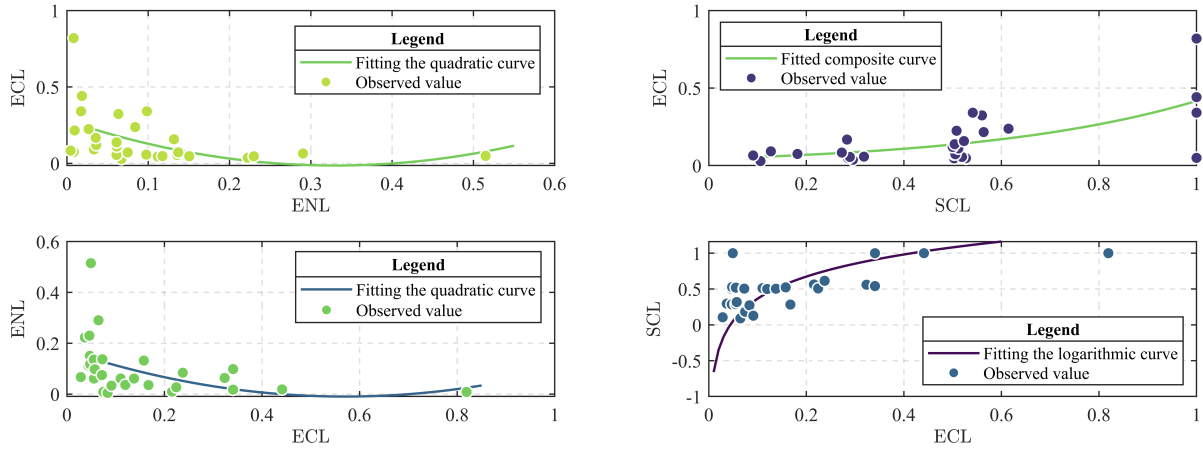 1
0.5
0
ECL
0
0.1
0.2
0.3
0.4
0.5
0.6
ENL
Legend
Fitting the quadratic curve
Observed value
1
0.5
0
ECL
0
0.2
0.4
0.6
0.8
1
SCL
Legend
Fitted composite curve
Observed value
0.6
0.4
0.2
0
ENL
0
0.2
0.4
0.6
0.8
1
ECL
Legend
Fitting the quadratic curve
Observed value
1
0.5
0
-0.5
-1
SCL
0
0.2
0.4
0.6
0.8
1
ECL
Legend
Fitting the logarithmic curve
Observed value